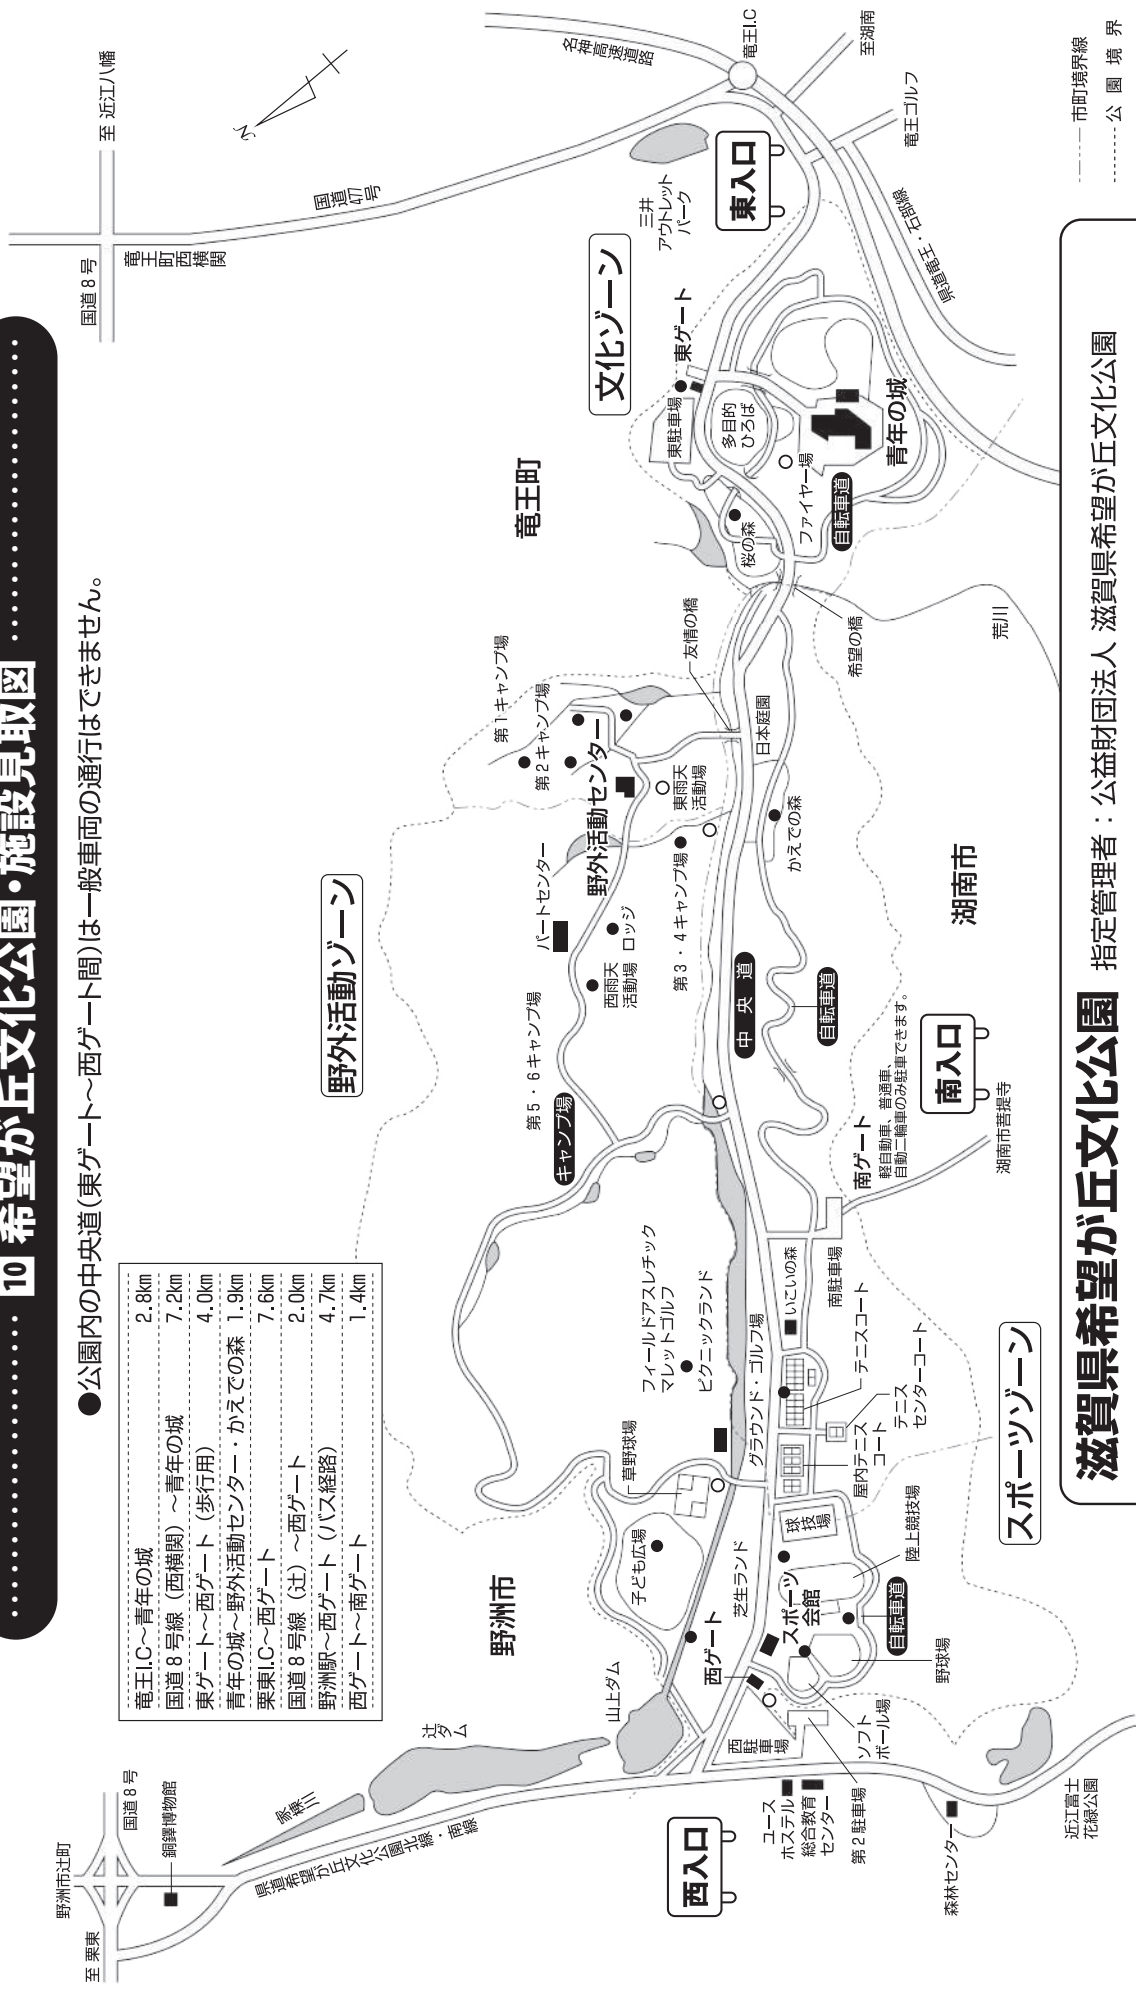 10 希望が丘文化公園・施設見取図
●公園内の中央道(東ゲート〜西ゲート間)は一般車両の通行はできません。
竜王I.C〜青年の城 2.8km
国道8号線(西横関)〜青年の城 7.2km
東ゲート〜西ゲート(歩行用) 4.0km
青年の城〜野外活動センター・かえでの森 1.9km
栗東I.C〜西ゲート 7.6km
国道8号線(辻)〜西ゲート 2.0km
野洲駅〜西ゲート(バス経路) 4.7km
西ゲート〜南ゲート 1.4km
至 栗東
野洲市辻町
国道8号
銅鐸博物館
家棟川
県道希望が丘文化公園北線・南線
辻ダム
山上ダム
野洲市
西入口
ユース
ホステル
総合教育
センター
第2駐車場
西駐車場
森林センター
近江富士
花緑公園
西ゲート
芝生ランド
スポーツ
会館
ソフト
ボール場
野球場
自転車道
陸上競技場
球技場
子ども広場
草野球場
グラウンド・ゴルフ場
屋内テニス
コート
テニス
センターコート
テニスコート
いこいの森
南駐車場
スポーツゾーン
フィールドアスレチック
マレットゴルフ
ピクニックランド
南ゲート
軽自動車、普通車、
自動二輪車のみ駐車できます。
南入口
湖南市菩提寺
キャンプ場
第5・6キャンプ場
野外活動ゾーン
西雨天
活動場
ロッジ
パートセンター
第3・4キャンプ場
中央道
自転車道
湖南市
野外活動センター
東雨天
活動場
かえでの森
日本庭園
第1キャンプ場
第2キャンプ場
友情の橋
希望の橋
荒川
竜王町
桜の森
ファイヤー場
自転車道
青年の城
多目的
ひろば
東駐車場
東ゲート
文化ゾーン
東入口
三井
アウトレット
パーク
国道8号
竜王町西横関
至 近江八幡
国道477号
N
名神高速道路
竜王I.C
至湖南
竜王ゴルフ
県道竜王・石部線
市町境界線
公園境界
滋賀県希望が丘文化公園 指定管理者:公益財団法人 滋賀県希望が丘文化公園